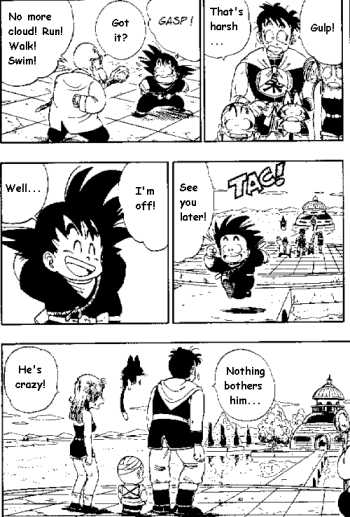 No more
cloud! Run!
Walk!
Swim!
Got
it?
GASP!
That's
harsh
...
Gulp!
Well...
I'm
off!
See
you
later!
TAC!
He's
crazy!
Nothing
bothers
him...